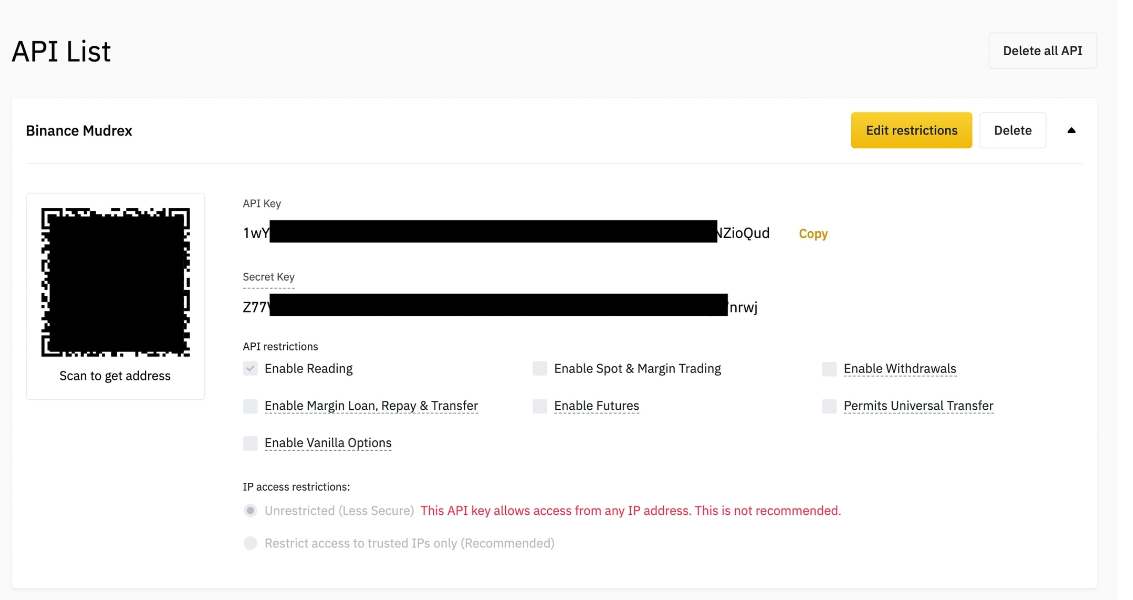 API List
Delete all API
Binance Mudrex
Edit restrictions
Delete
API Key
1wY NZioQud
Copy
Secret Key
Z77 nrwj
Scan to get address
API restrictions
Enable Reading
Enable Spot & Margin Trading
Enable Withdrawals
Enable Margin Loan, Repay & Transfer
Enable Futures
Permits Universal Transfer
Enable Vanilla Options
IP access restrictions:
Unrestricted (Less Secure) This API key allows access from any IP address. This is not recommended.
Restrict access to trusted IPs only (Recommended)